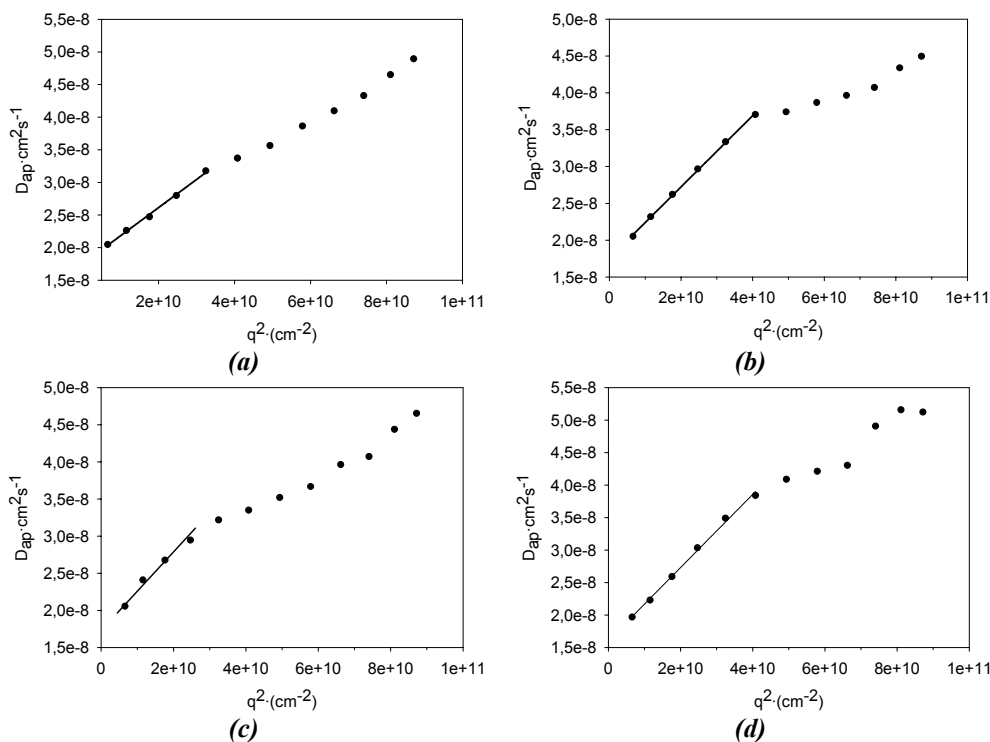 5,5e-8
5,0e-8
4,5e-8
4,0e-8
3,5e-8
3,0e-8
2,5e-8
2,0e-8
1,5e-8
Dap·cm2s-1
2e+10 4e+10 6e+10 8e+10 1e+11
q2·(cm-2)
(a)
5,0e-8
4,5e-8
4,0e-8
3,5e-8
3,0e-8
2,5e-8
2,0e-8
1,5e-8
Dap·cm2s-1
0 2e+10 4e+10 6e+10 8e+10 1e+11
q2·(cm-2)
(b)
5,0e-8
4,5e-8
4,0e-8
3,5e-8
3,0e-8
2,5e-8
2,0e-8
1,5e-8
Dap·cm2s-1
0 2e+10 4e+10 6e+10 8e+10 1e+11
q2·(cm-2)
(c)
5,5e-8
5,0e-8
4,5e-8
4,0e-8
3,5e-8
3,0e-8
2,5e-8
2,0e-8
1,5e-8
Dap·cm2s-1
0 2e+10 4e+10 6e+10 8e+10 1e+11
q2·(cm-2)
(d)